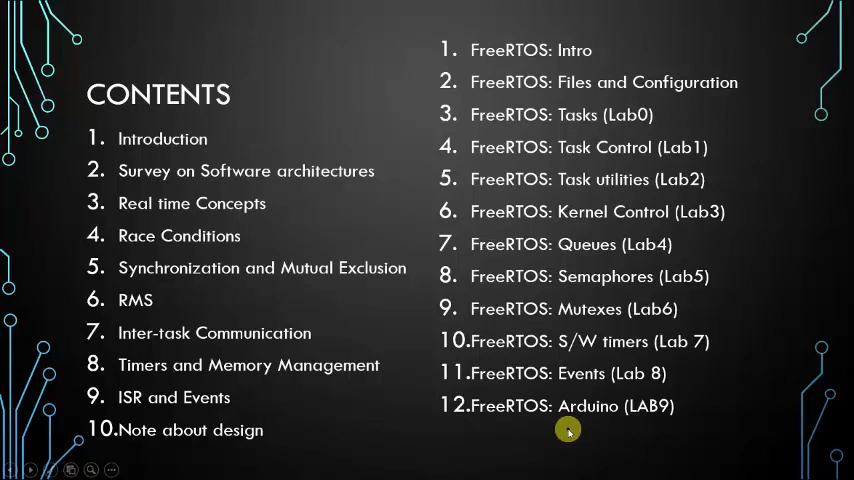 CONTENTS
1. Introduction
2. Survey on Software architectures
3. Real time Concepts
4. Race Conditions
5. Synchronization and Mutual Exclusion
6. RMS
7. Inter-task Communication
8. Timers and Memory Management
9. ISR and Events
10.Note about design
1. FreeRTOS: Intro
2. FreeRTOS: Files and Configuration
3. FreeRTOS: Tasks (Lab0)
4. FreeRTOS: Task Control (Lab1)
5. FreeRTOS: Task utilities (Lab2)
6. FreeRTOS: Kernel Control (Lab3)
7. FreeRTOS: Queues (Lab4)
8. FreeRTOS: Semaphores (Lab5)
9. FreeRTOS: Mutexes (Lab6)
10.FreeRTOS: S/W timers (Lab 7)
11.FreeRTOS: Events (Lab 8)
12.FreeRTOS: Arduino (LAB9)